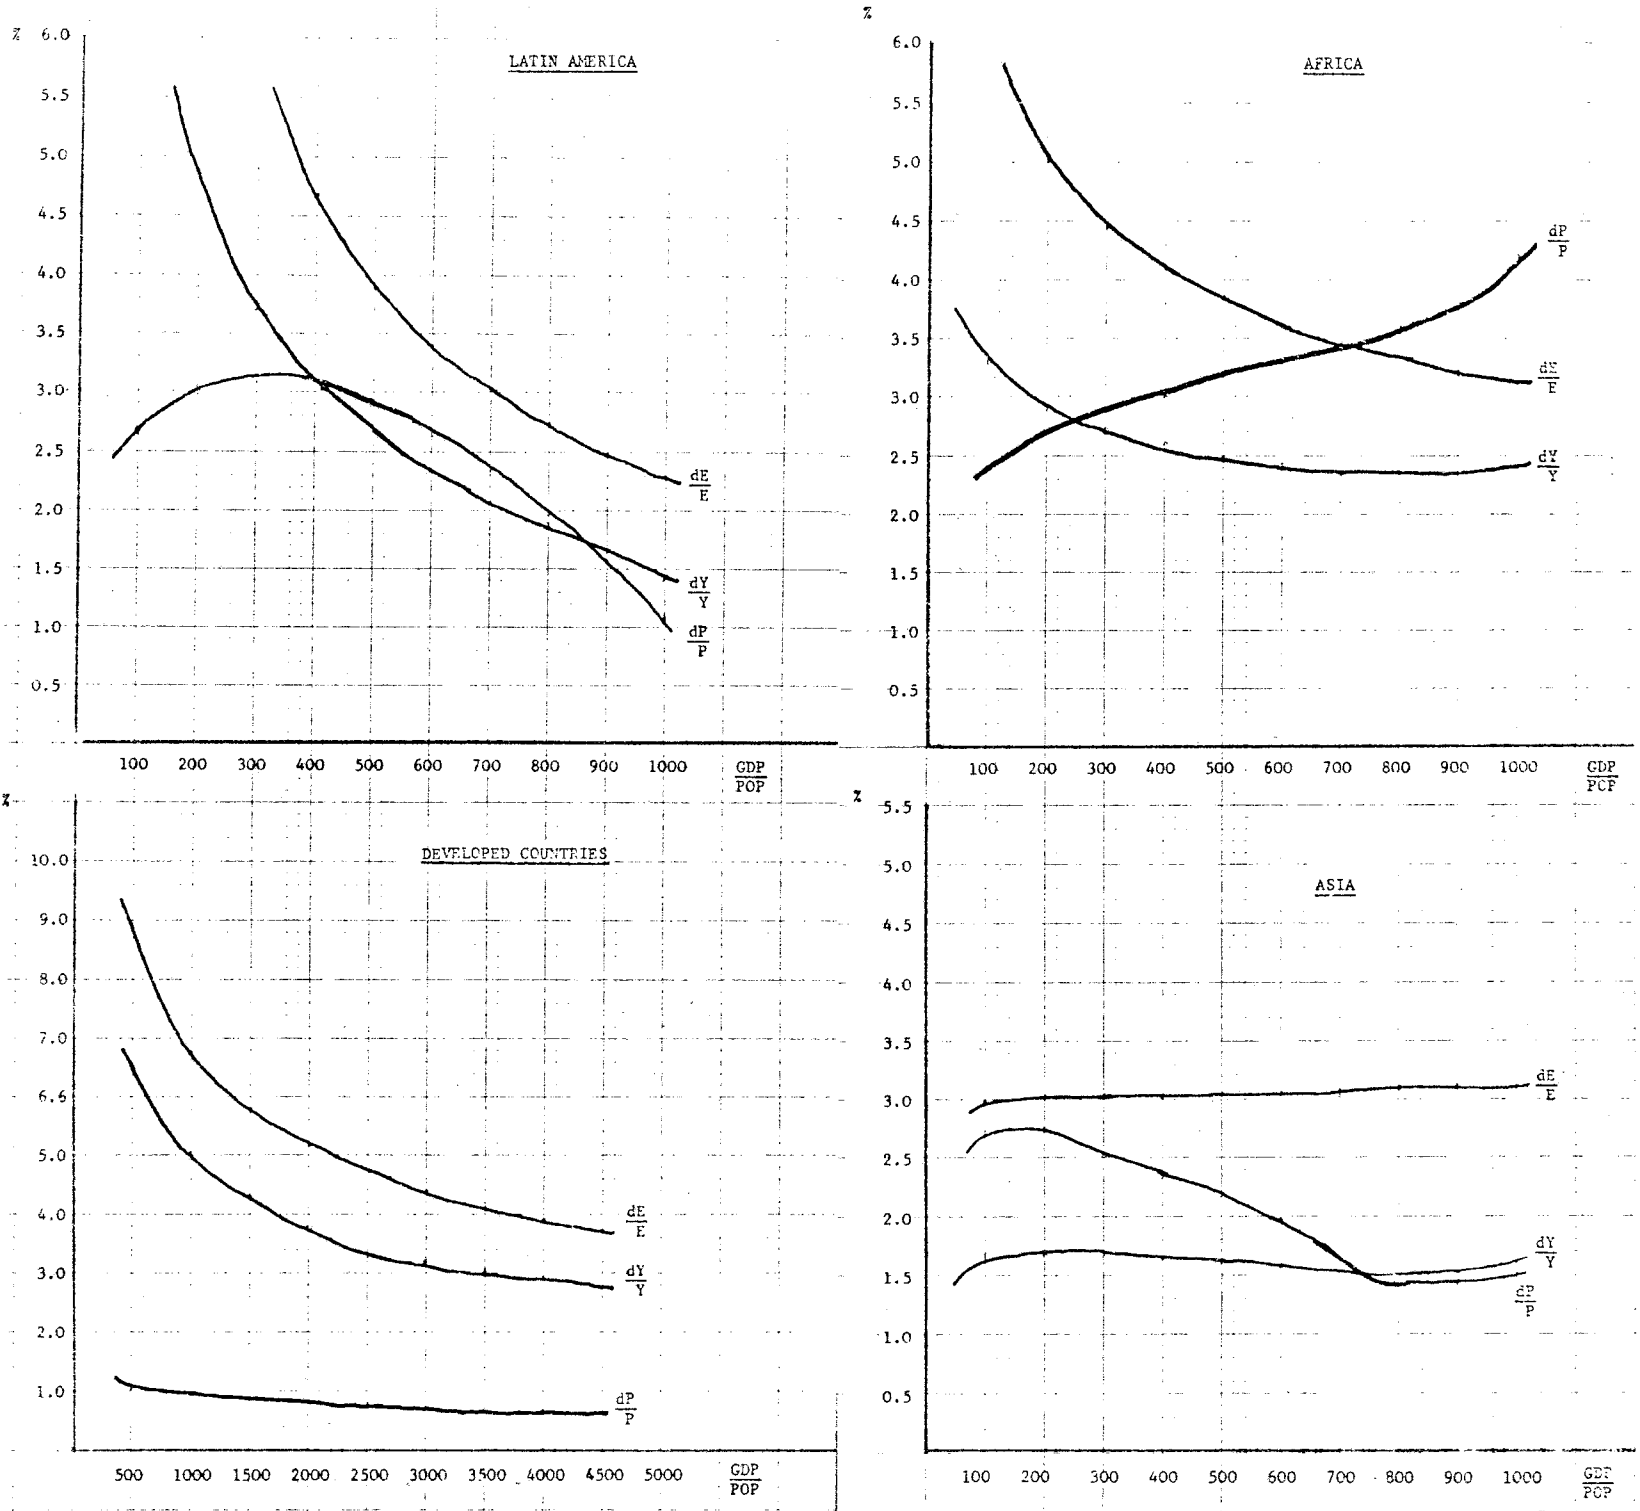 %
6.0
LATIN AMERICA
5.5
5.0
4.5
4.0
3.5
3.0
2.5
2.0
1.5
1.0
0.5
dE
E
dY
Y
dP
P
100 200 300 400 500 600 700 800 900 1000 GDP
POP
%
6.0
AFRICA
5.5
5.0
4.5
4.0
3.5
3.0
2.5
2.0
1.5
1.0
0.5
dP
P
dE
E
dY
Y
100 200 300 400 500 600 700 800 900 1000 GDP
POP
%
DEVELOPED COUNTRIES
10.0
9.0
8.0
7.0
6.6
5.0
4.0
3.0
2.0
1.0
dE
E
dY
Y
dP
P
500 1000 1500 2000 2500 3000 3500 4000 4500 5000 GDP
POP
%
5.5
5.0
ASIA
4.5
4.0
3.5
3.0
2.5
2.0
1.5
1.0
0.5
dE
E
dY
Y
dP
P
100 200 300 400 500 600 700 800 900 1000 GDP
POP